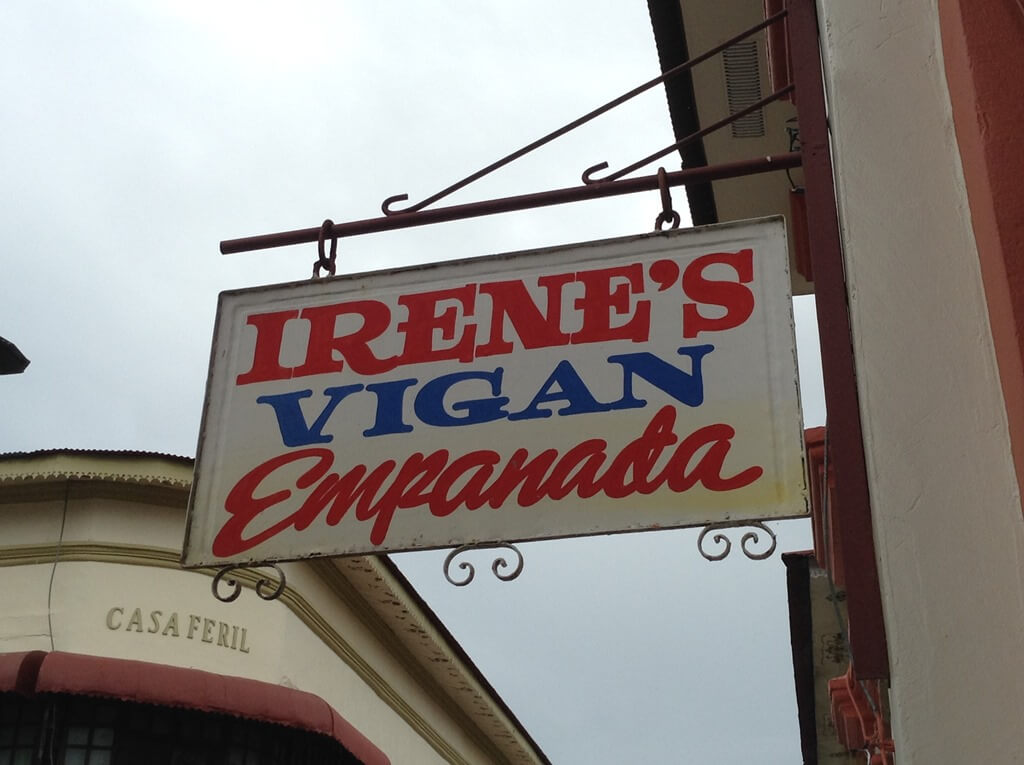 IRENE'S
VIGAN
Empanada
CASA FERIL